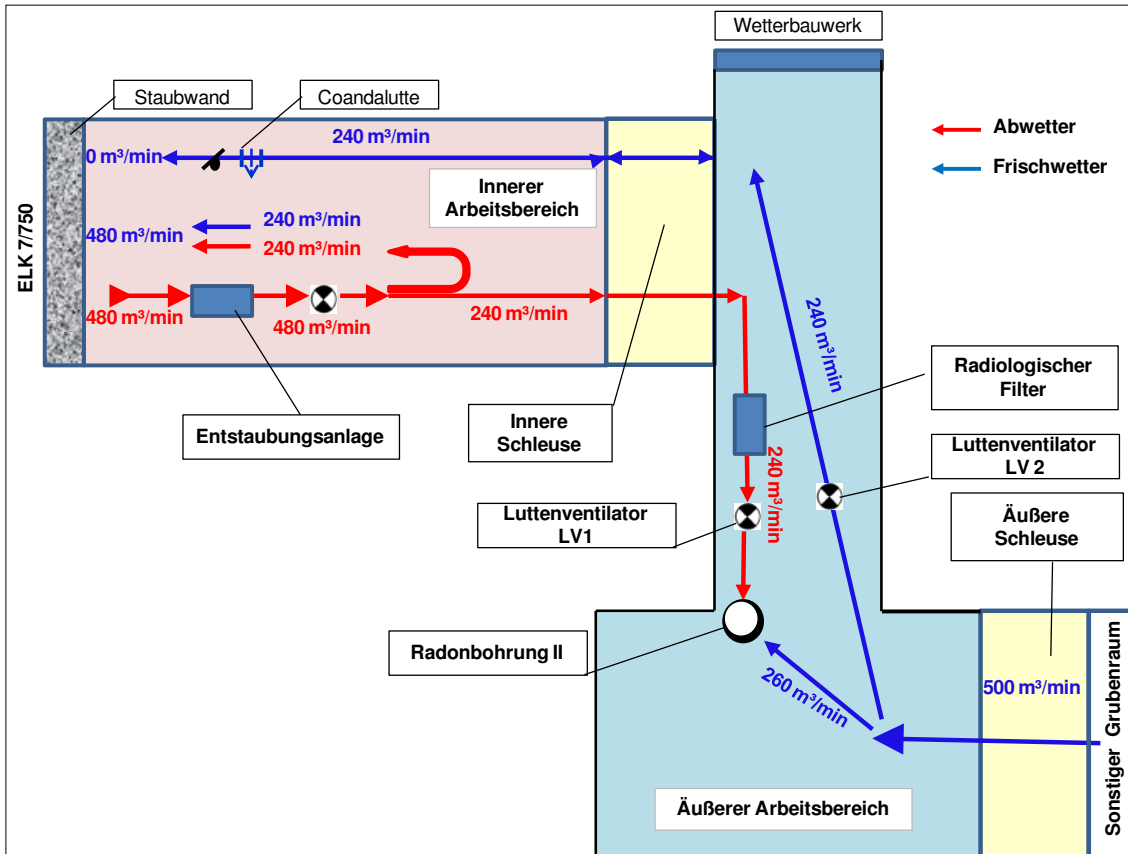 Wetterbauwerk
Staubwand
Coandalutte
Abwetter
Frischwetter
240 m³/min
0 m³/min
Innerer
Arbeitsbereich
240 m³/min
480 m³/min
240 m³/min
ELK 7/750
480 m³/min
480 m³/min
240 m³/min
240 m³/min
Radiologischer
Filter
Entstaubungsanlage
Innere
Schleuse
240 m³/min
Luttenventilator
LV 2
Luttenventilator
LV1
Äußere
Schleuse
Radonbohrung II
260 m³/min
500 m³/min
Sonstiger Grubenraum
Äußerer Arbeitsbereich